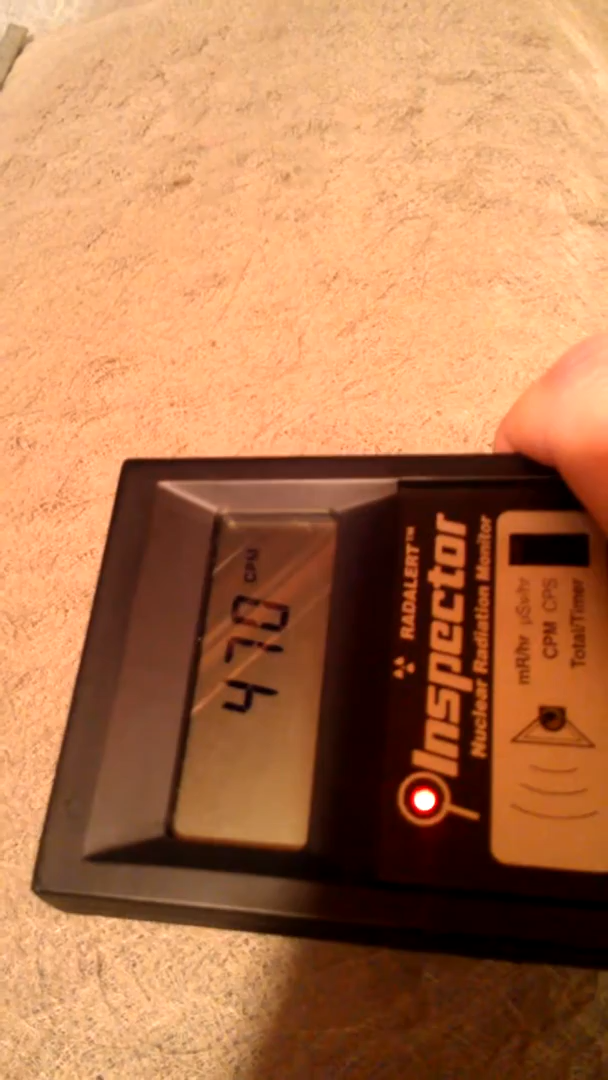 470 CPM
RADALERT™
Inspector
Nuclear Radiation Monitor
mR/hr µSv/hr
CPM CPS
Total/Timer